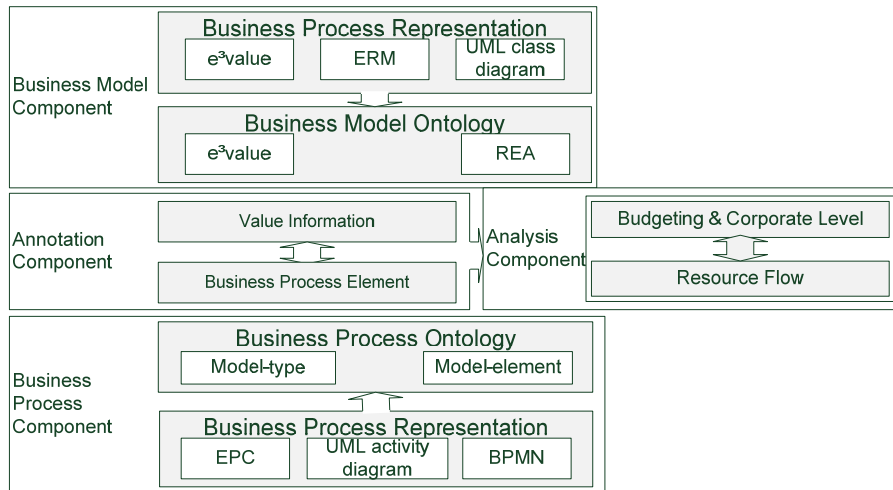 Business Model
Component
Business Process Representation
e³value
ERM
UML class
diagram
Business Model Ontology
e³value
REA
Annotation
Component
Value Information
Business Process Element
Analysis
Component
Budgeting & Corporate Level
Resource Flow
Business
Process
Component
Business Process Ontology
Model-type
Model-element
Business Process Representation
EPC
UML activity
diagram
BPMN